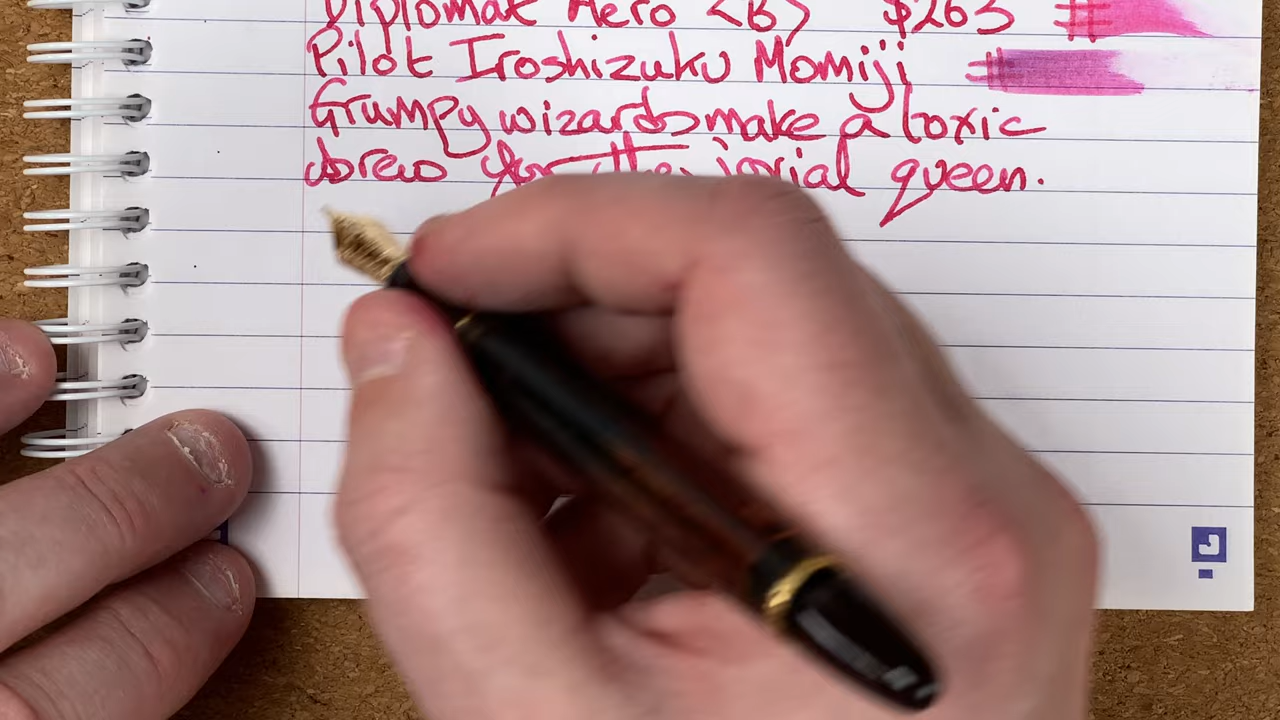 Diplomat Aero <B> $263
Pilot Iroshizuku Momiji
Grumpy wizards make a toxic
brew for the jovial queen.